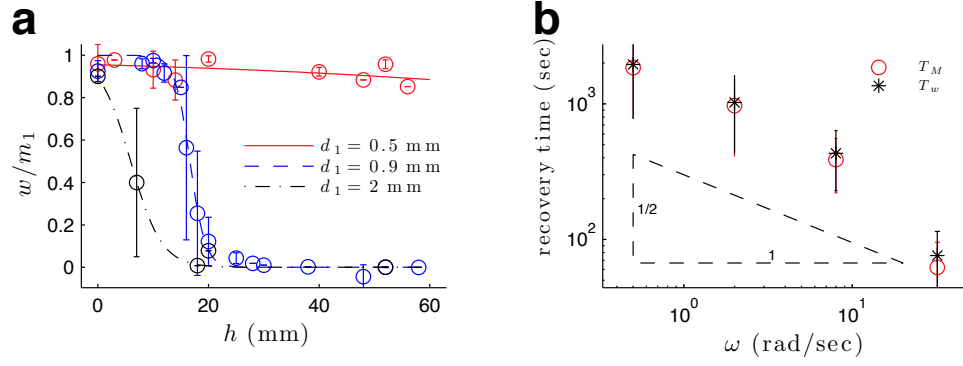 a
w/m₁
1
0.8
0.6
0.4
0.2
0
0
20
40
60
h (mm)
d₁ = 0.5 mm
d₁ = 0.9 mm
d₁ = 2 mm
b
recovery time (sec)
10³
10²
10⁰
10¹
ω (rad/sec)
T_M
T_w
1/2
1